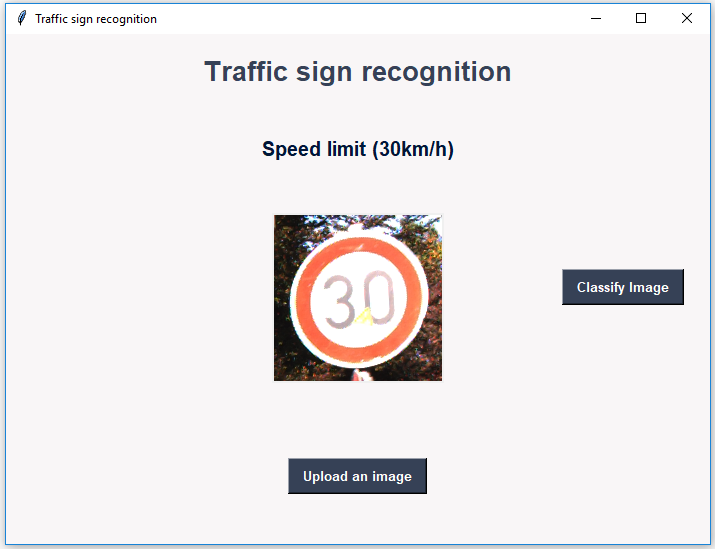 Traffic sign recognition
Traffic sign recognition
Speed limit (30km/h)
30
Classify Image
Upload an image